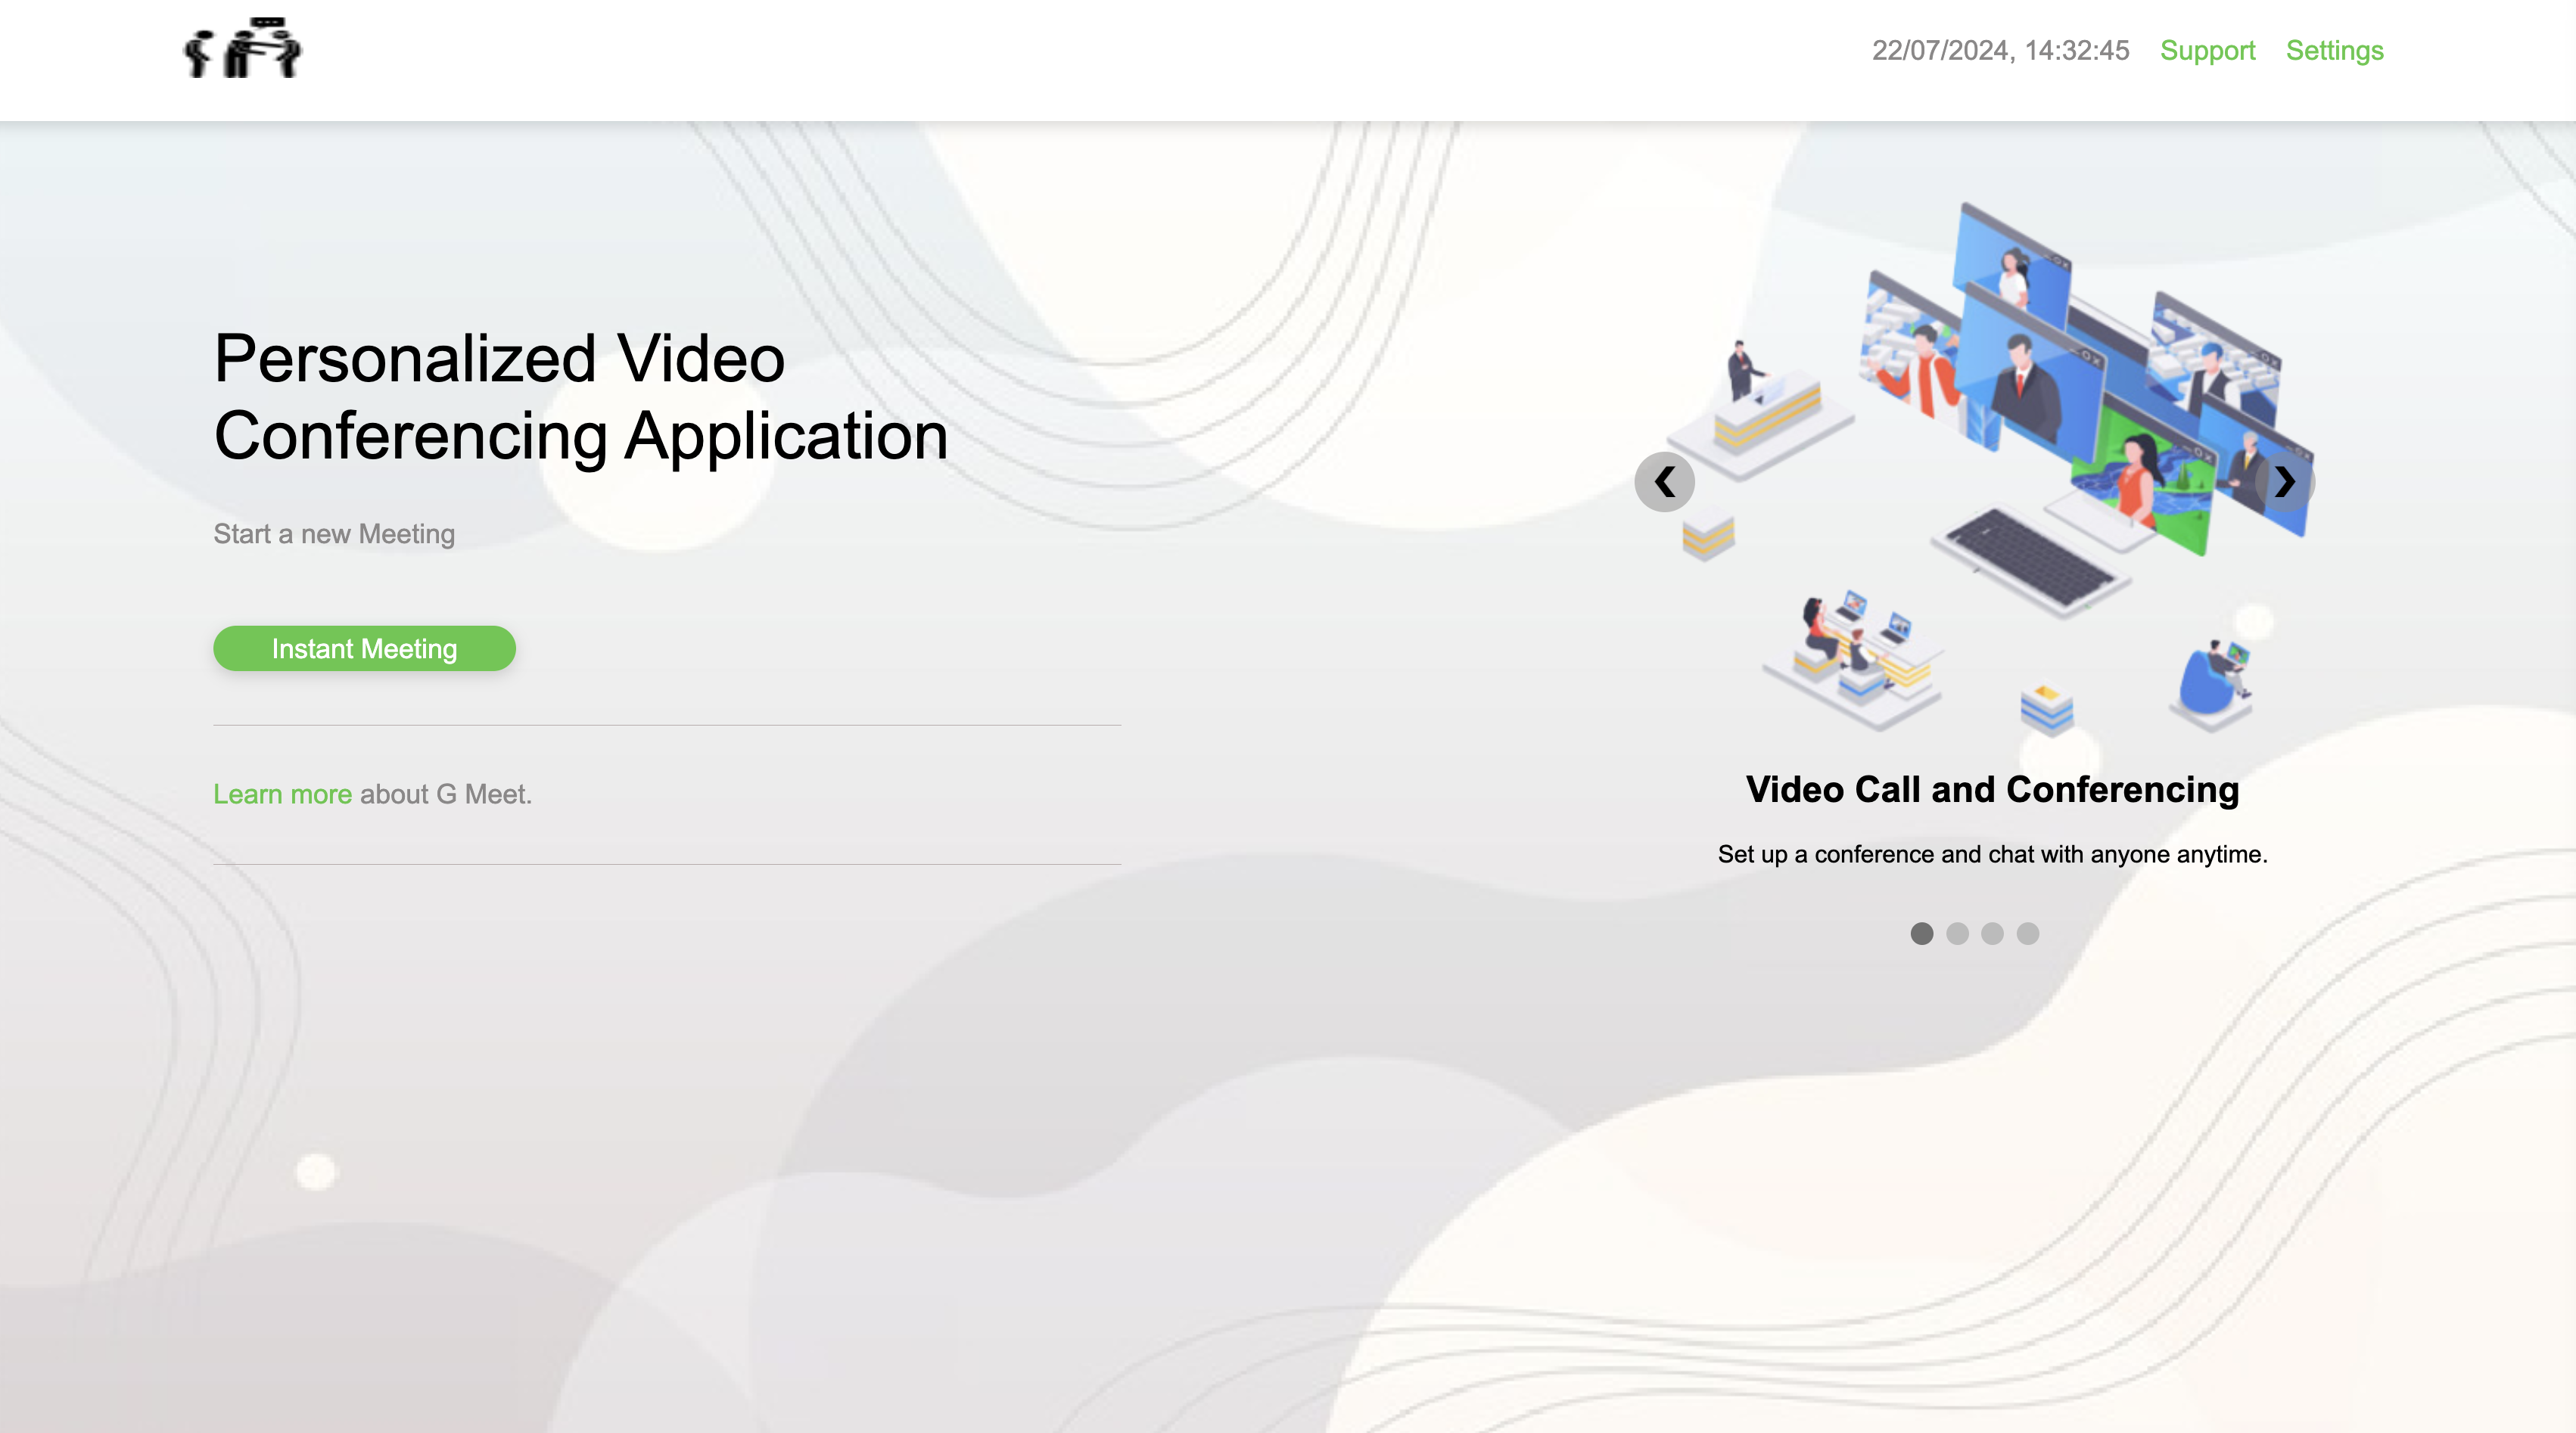 22/07/2024, 14:32:45 Support Settings
Personalized Video
Conferencing Application
Start a new Meeting
Instant Meeting
Learn more about G Meet.
Video Call and Conferencing
Set up a conference and chat with anyone anytime.